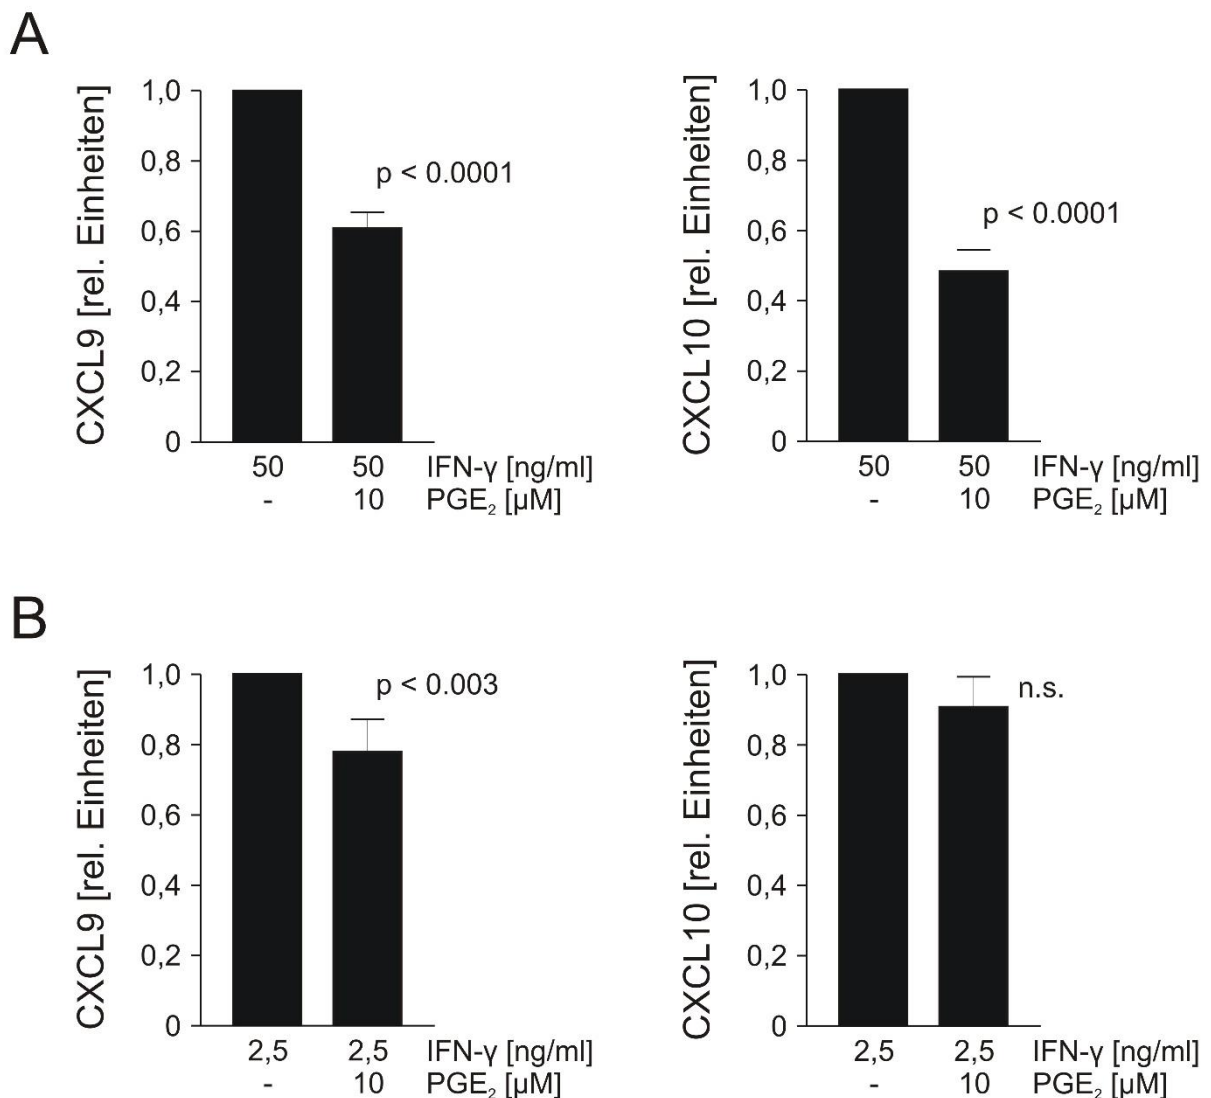 A
CXCL9 [rel. Einheiten]
1,0
0,8
0,6
0,4
0,2
0
p < 0.0001
50 50 IFN-γ [ng/ml]
- 10 PGE₂ [µM]
CXCL10 [rel. Einheiten]
1,0
0,8
0,6
0,4
0,2
0
p < 0.0001
50 50 IFN-γ [ng/ml]
- 10 PGE₂ [µM]
B
CXCL9 [rel. Einheiten]
1,0
0,8
0,6
0,4
0,2
0
p < 0.003
2,5 2,5 IFN-γ [ng/ml]
- 10 PGE₂ [µM]
CXCL10 [rel. Einheiten]
1,0
0,8
0,6
0,4
0,2
0
n.s.
2,5 2,5 IFN-γ [ng/ml]
- 10 PGE₂ [µM]